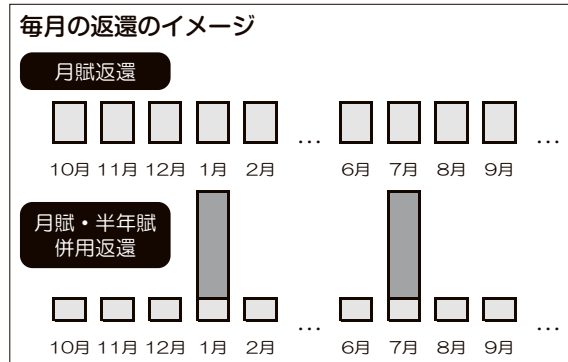 毎月の返還のイメージ
月賦返還
10月 11月 12月 1月 2月 … 6月 7月 8月 9月 …
月賦・半年賦
併用返還
10月 11月 12月 1月 2月 … 6月 7月 8月 9月 …